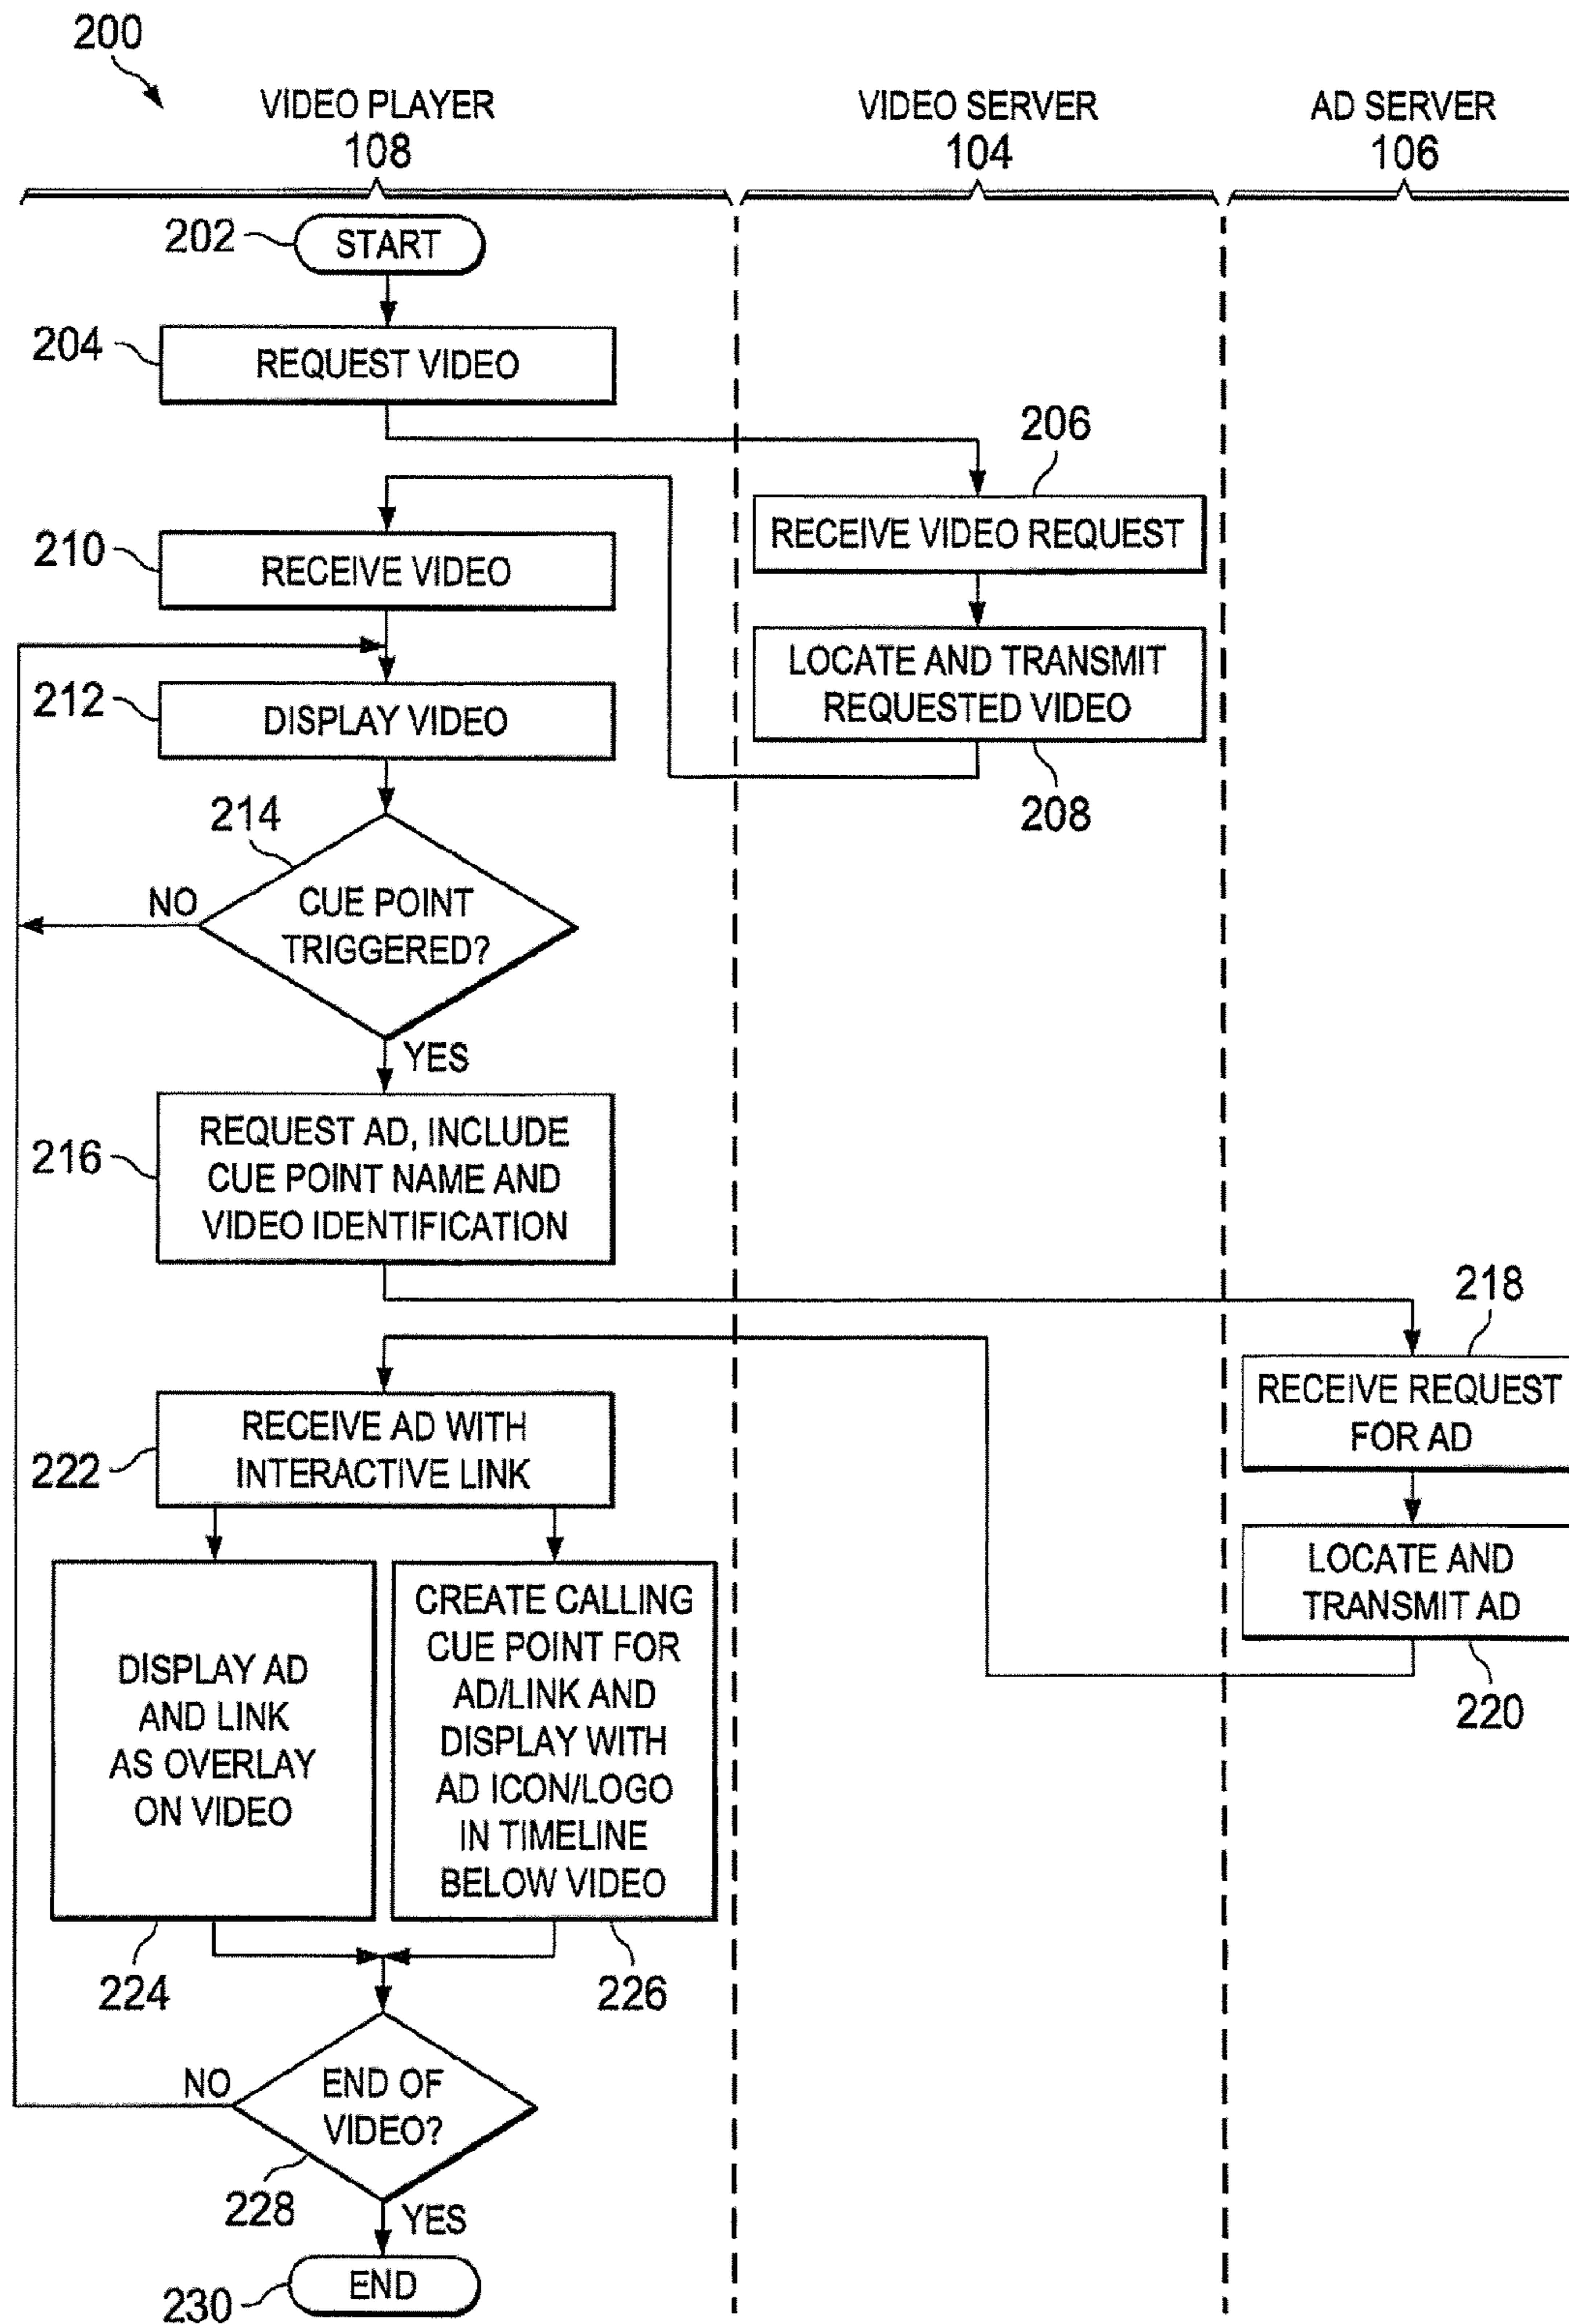 200
VIDEO PLAYER
108
VIDEO SERVER
104
AD SERVER
106
202
START
204
REQUEST VIDEO
206
RECEIVE VIDEO REQUEST
210
RECEIVE VIDEO
LOCATE AND TRANSMIT
REQUESTED VIDEO
208
212
DISPLAY VIDEO
214
CUE POINT
TRIGGERED?
NO
YES
216
REQUEST AD, INCLUDE
CUE POINT NAME AND
VIDEO IDENTIFICATION
218
RECEIVE REQUEST
FOR AD
222
RECEIVE AD WITH
INTERACTIVE LINK
LOCATE AND
TRANSMIT AD
220
DISPLAY AD
AND LINK
AS OVERLAY
ON VIDEO
224
CREATE CALLING
CUE POINT FOR
AD/LINK AND
DISPLAY WITH
AD ICON/LOGO
IN TIMELINE
BELOW VIDEO
226
NO
END OF
VIDEO?
228
YES
230
END